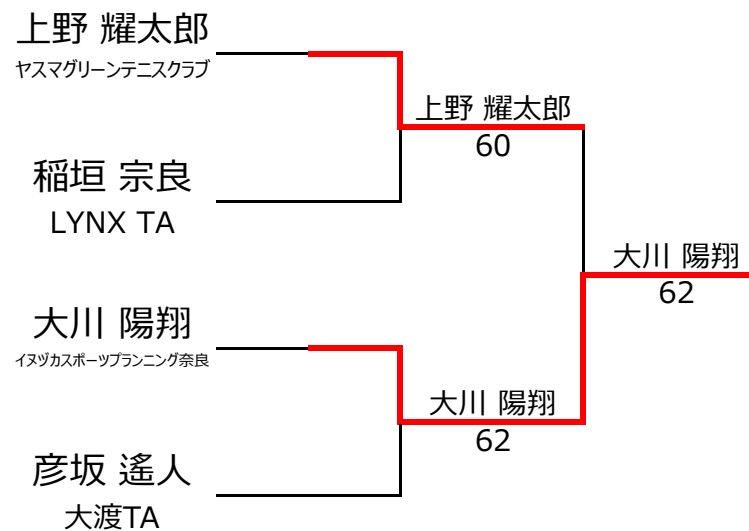 上野 耀太郎
ヤスマグリーンテニスクラブ
稲垣 宗良
LYNX TA
大川 陽翔
イヌヅカスポーツプランニング奈良
彦坂 遙人
大渡TA
上野 耀太郎
60
大川 陽翔
62
大川 陽翔
62